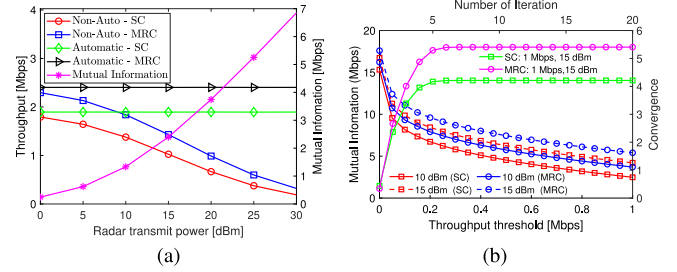 Number of Iteration
0 5 10 15 20
4 3 2 1 0
Throughput [Mbps]
Non-Auto - SC
Non-Auto - MRC
Automatic - SC
Automatic - MRC
Mutual Information
7 6 5 4 3 2 1 0
Mutual Infomation [Mbps]
0 5 10 15 20 25 30
Radar transmit power [dBm]
(a)
20 15 10 5 0
Mutual Infomation [Mbps]
SC: 1 Mbps, 15 dBm
MRC: 1 Mbps,15 dBm
10 dBm (SC)
15 dBm (SC)
10 dBm (MRC)
15 dBm (MRC)
6 5 4 3 2 1 0
Convergence
0 0.2 0.4 0.6 0.8 1
Throughput threshold [Mbps]
(b)